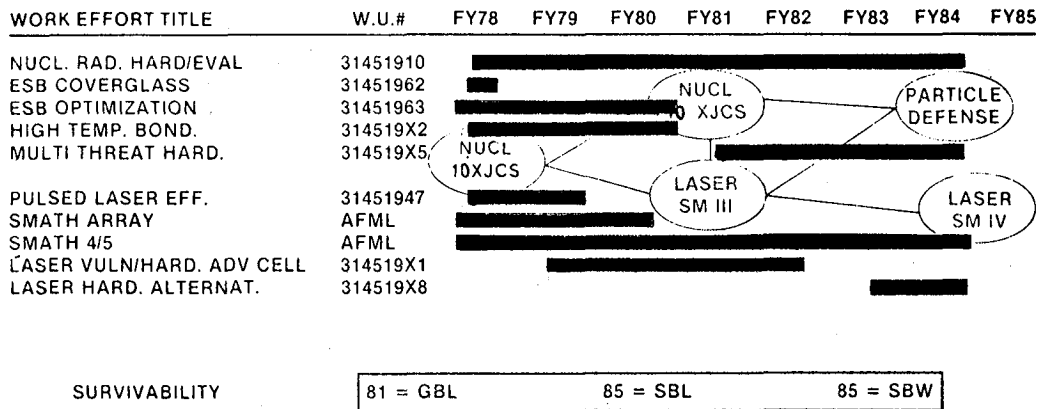 WORK EFFORT TITLE W.U.# FY78 FY79 FY80 FY81 FY82 FY83 FY84 FY85
NUCL. RAD. HARD/EVAL 31451910
ESB COVERGLASS 31451962
ESB OPTIMIZATION 31451963
HIGH TEMP. BOND. 314519X2
MULTI THREAT HARD. 314519X5
NUCL
10 XJCS
PARTICLE
DEFENSE
NUCL
10XJCS
LASER
SM III
LASER
SM IV
PULSED LASER EFF. 31451947
SMATH ARRAY AFML
SMATH 4/5 AFML
LASER VULN/HARD. ADV CELL 314519X1
LASER HARD. ALTERNAT. 314519X8
SURVIVABILITY 81 = GBL 85 = SBL 85 = SBW